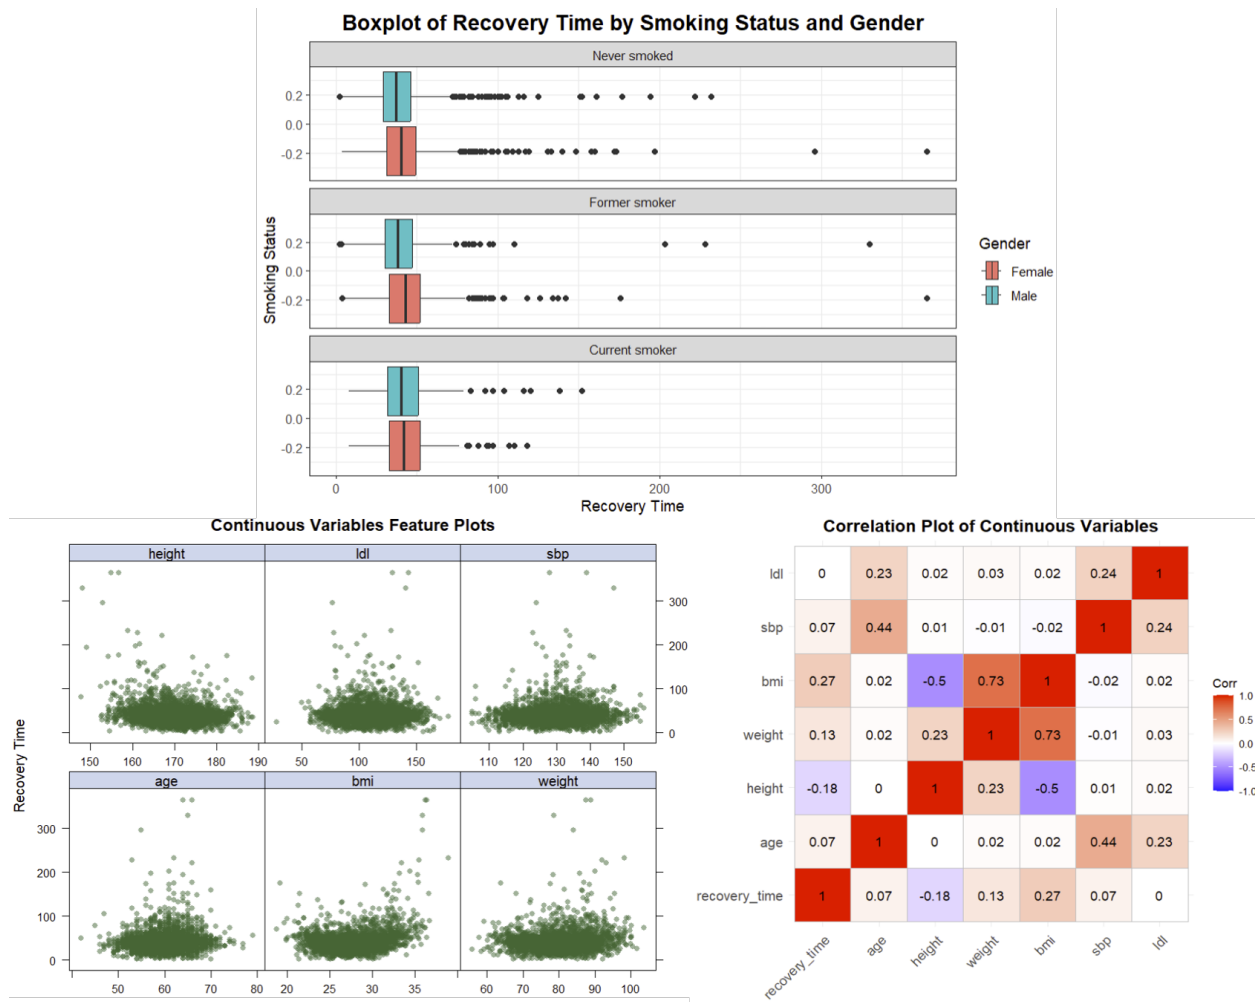 Boxplot of Recovery Time by Smoking Status and Gender
Never smoked
0.2
0.0
-0.2
Former smoker
0.2
0.0
-0.2
Current smoker
0.2
0.0
-0.2
Smoking Status
0 100 200 300
Recovery Time
Gender
Female
Male
Continuous Variables Feature Plots
height ldl sbp
300
200
100
0
150 160 170 180 190 50 100 150 110 120 130 140 150
Recovery Time
age bmi weight
300
200
100
0
50 60 70 80 20 25 30 35 60 70 80 90 100
Correlation Plot of Continuous Variables
ldl 0 0.23 0.02 0.03 0.02 0.24 1
sbp 0.07 0.44 0.01 -0.01 -0.02 1 0.24
bmi 0.27 0.02 -0.5 0.73 1 -0.02 0.02
weight 0.13 0.02 0.23 1 0.73 -0.01 0.03
height -0.18 0 1 0.23 -0.5 0.01 0.02
age 0.07 1 0 0.02 0.02 0.44 0.23
recovery_time 1 0.07 -0.18 0.13 0.27 0.07 0
recovery_time age height weight bmi sbp ldl
Corr
1.0
0.5
0.0
-0.5
-1.0